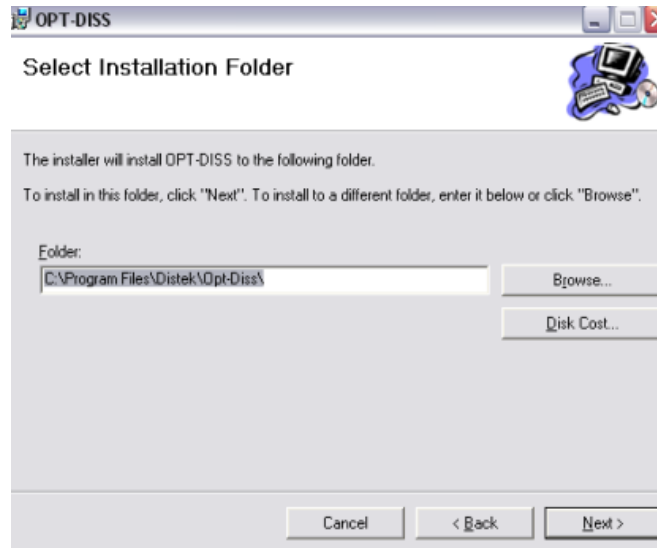 OPT-DISS
Select Installation Folder
The installer will install OPT-DISS to the following folder.
To install in this folder, click "Next". To install to a different folder, enter it below or click "Browse".
Folder:
C:\Program Files\Distek\Opt-Diss\
Browse...
Disk Cost...
Cancel
< Back
Next >